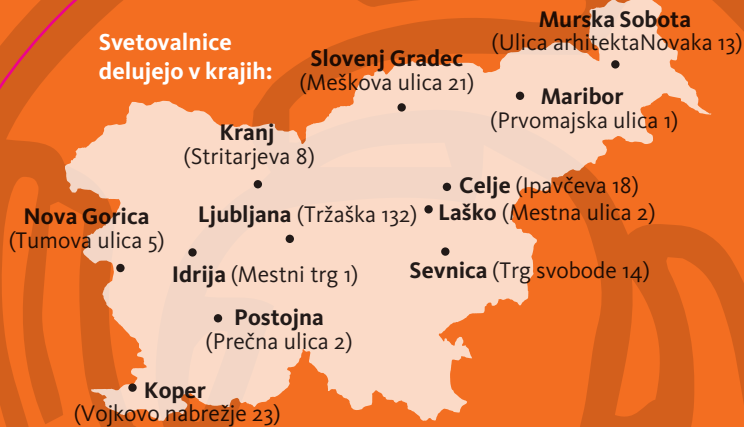 Svetovalnice
delujejo v krajih:
Murska Sobota
(Ulica arhitektaNovaka 13)
Slovenj Gradec
(Meškova ulica 21)
Maribor
(Prvomajska ulica 1)
Kranj
(Stritarjeva 8)
Celje (Ipavčeva 18)
Nova Gorica
(Tumova ulica 5)
Ljubljana (Tržaška 132)
Laško (Mestna ulica 2)
Idrija (Mestni trg 1)
Sevnica (Trg svobode 14)
Postojna
(Prečna ulica 2)
Koper
(Vojkovo nabrežje 23)